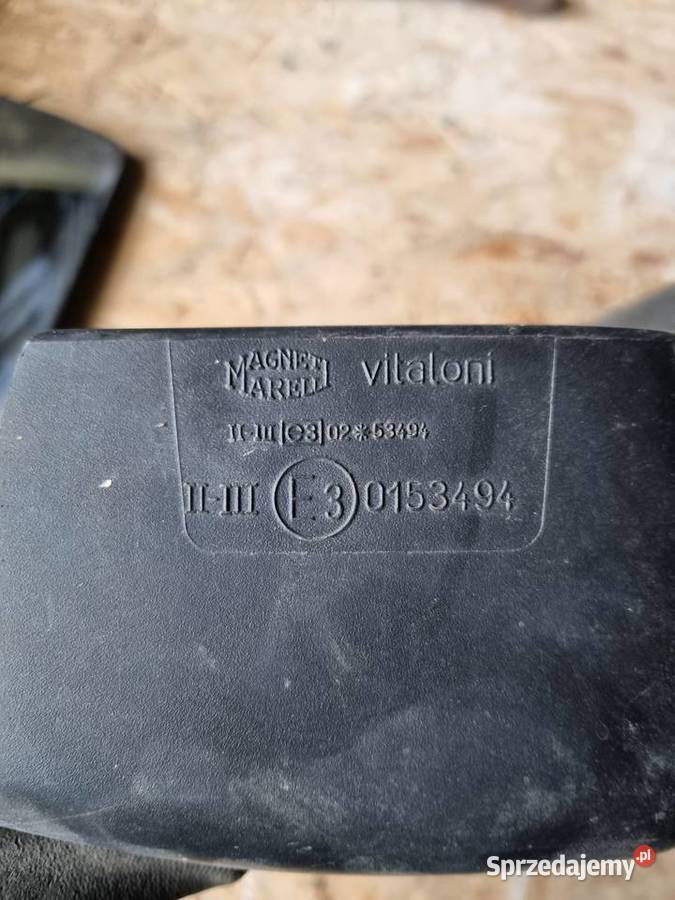 MAGNETI MARELLI vitaloni
II-III e3 02*53494
II-III E3 0153494
Sprzedajemy.pl